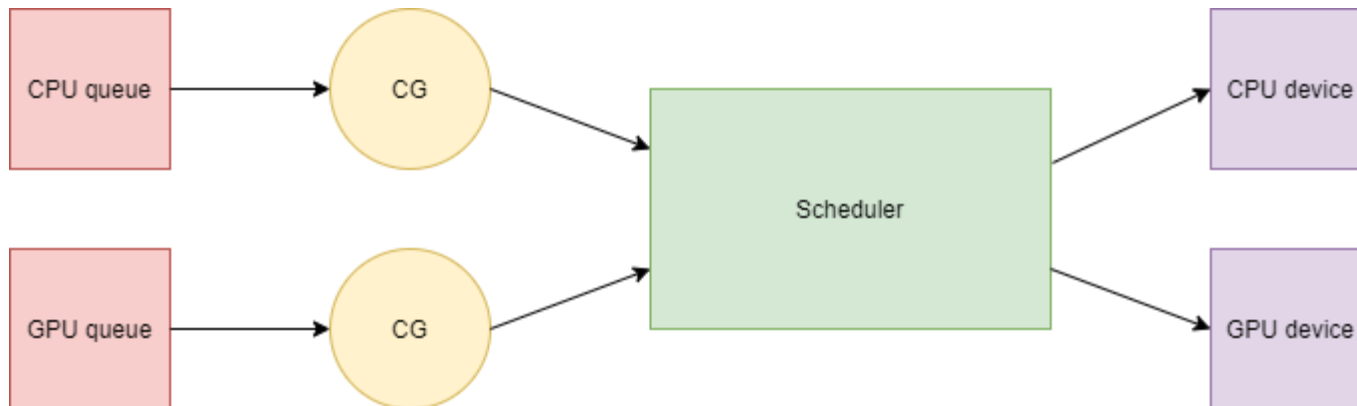 CPU queue
CG
CPU device
Scheduler
GPU queue
CG
GPU device